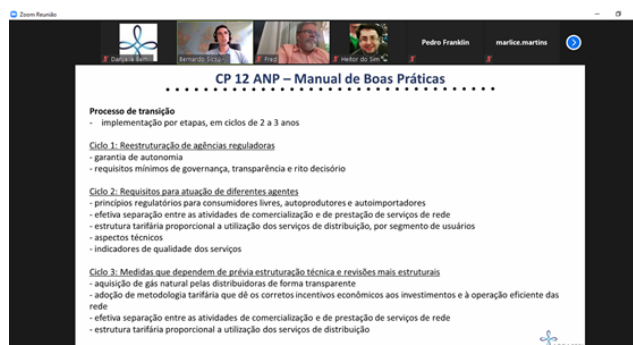 Zoom Reunião
Bernardo Sicsú
Fred
Heitor do Sim
Pedro Franklin
marlice.martins
CP 12 ANP – Manual de Boas Práticas
Processo de transição
- implementação por etapas, em ciclos de 2 a 3 anos
Ciclo 1: Reestruturação de agências reguladoras
- garantia de autonomia
- requisitos mínimos de governança, transparência e rito decisório
Ciclo 2: Requisitos para atuação de diferentes agentes
- princípios regulatórios para consumidores livres, autoprodutores e autoimportadores
- efetiva separação entre as atividades de comercialização e de prestação de serviços de rede
- estrutura tarifária proporcional a utilização dos serviços de distribuição, por segmento de usuários
- aspectos técnicos
- indicadores de qualidade dos serviços
Ciclo 3: Medidas que dependem de prévia estruturação técnica e revisões mais estruturais
- aquisição de gás natural pelas distribuidoras de forma transparente
- adoção de metodologia tarifária que dê os corretos incentivos econômicos aos investimentos e à operação eficiente das
rede
- efetiva separação entre as atividades de comercialização e de prestação de serviços de rede
- estrutura tarifária proporcional a utilização dos serviços de distribuição